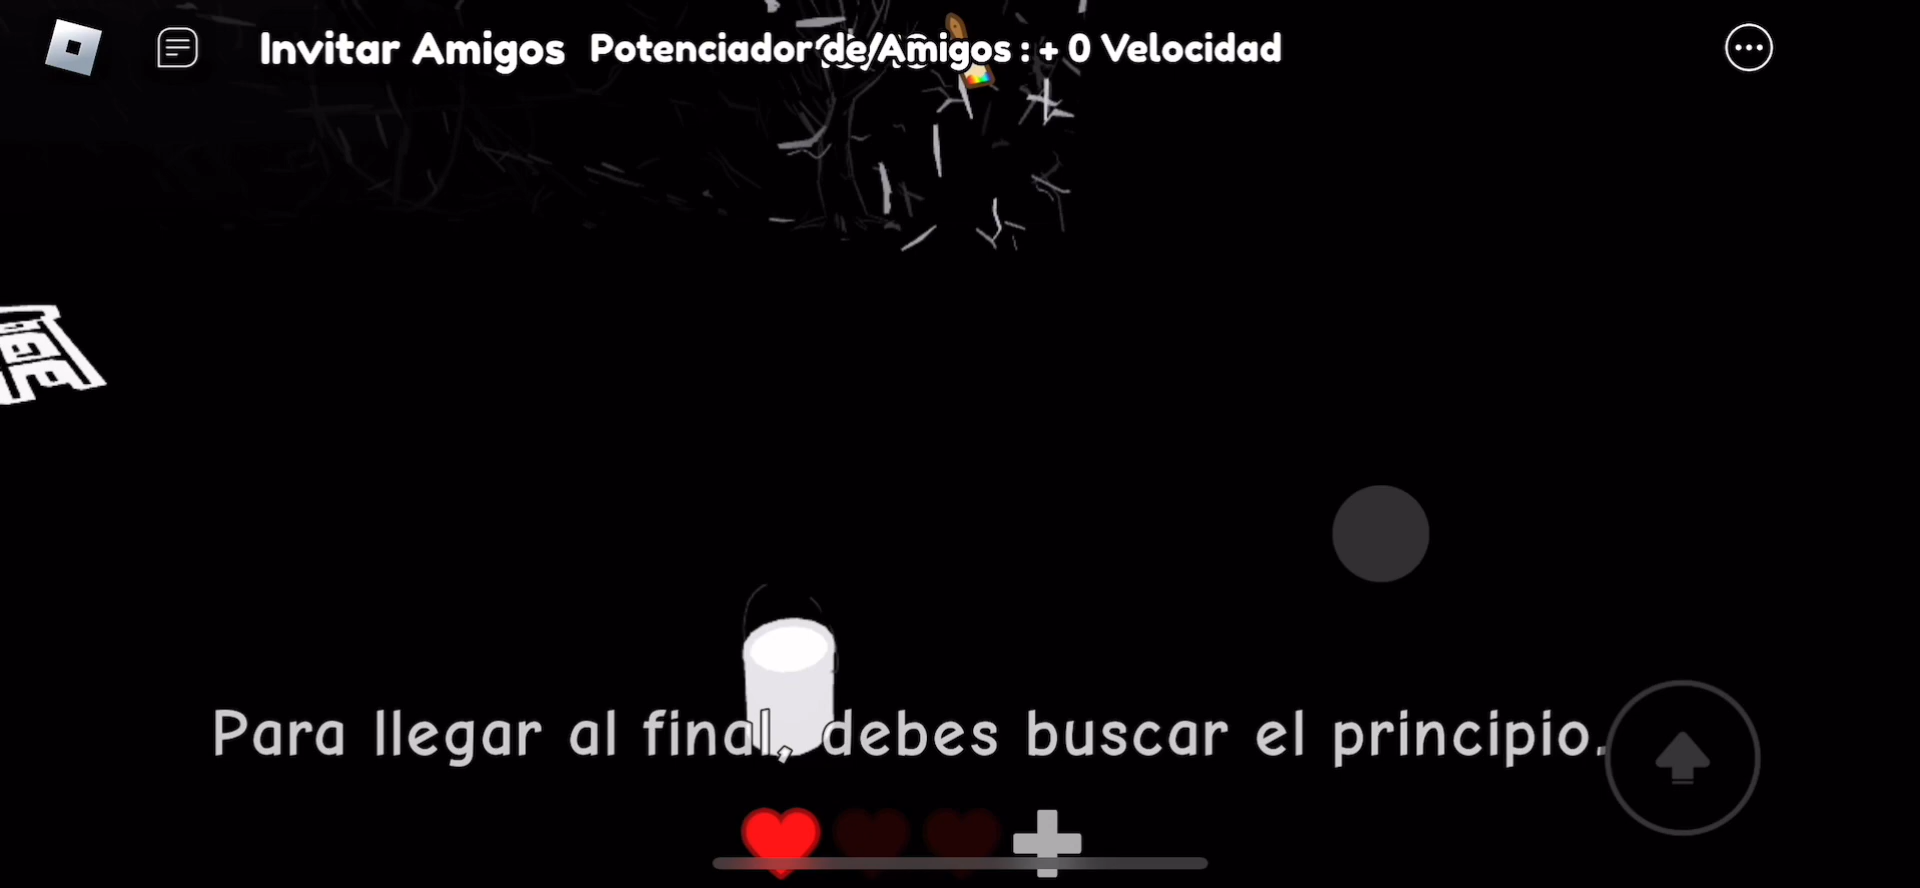 Invitar Amigos Potenciador de Amigos : + 0 Velocidad
Para llegar al final, debes buscar el principio.